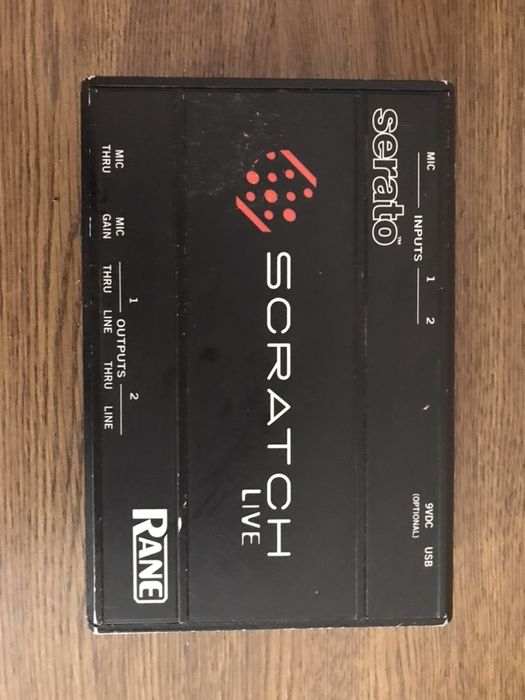 MIC INPUTS 1 2
9VDC USB
(OPTIONAL)
serato™
SCRATCH
LIVE
MIC MIC 1 OUTPUTS 2
THRU GAIN THRU LINE THRU LINE
RANE